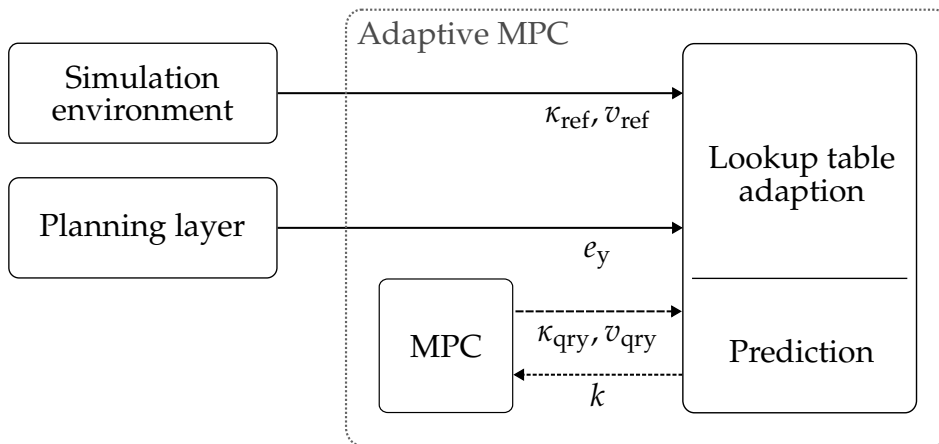 Adaptive MPC
Simulation
environment
κref, vref
Lookup table
adaption
Planning layer
ey
MPC
κqry, vqry
Prediction
k